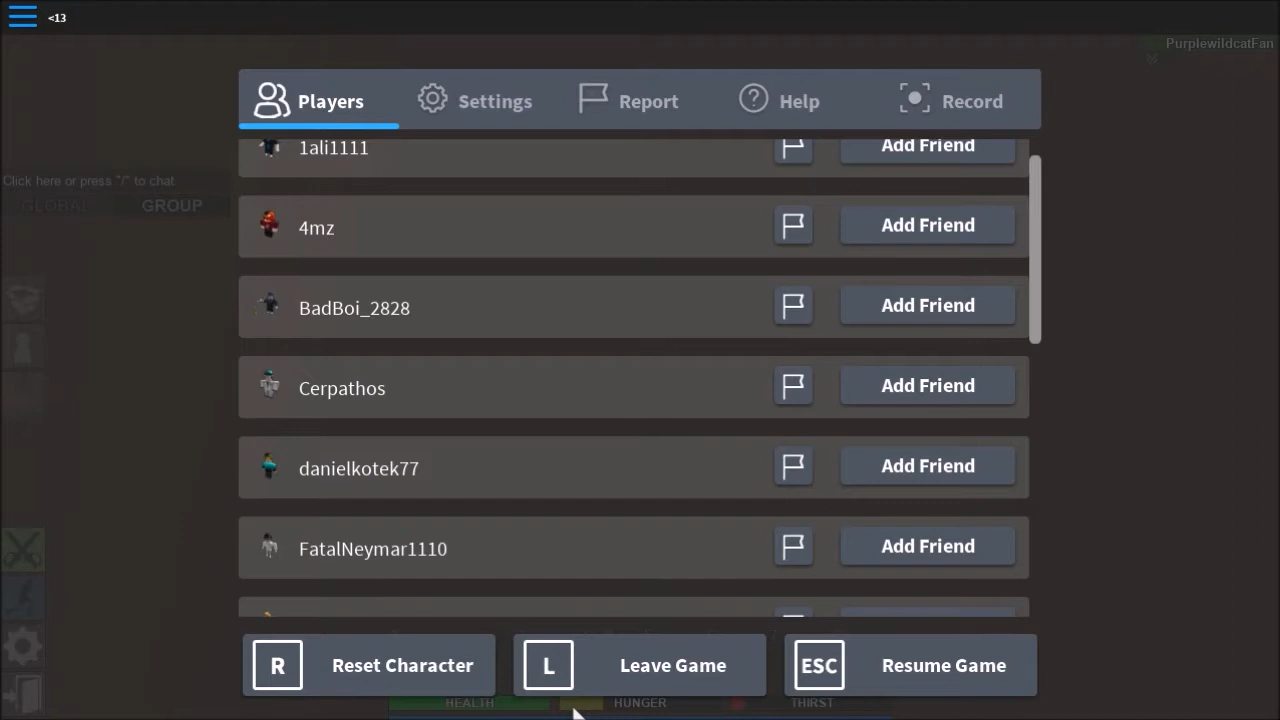 <13
PurplewildcatFan
Players
Settings
Report
Help
Record
1ali1111
Add Friend
Click here or press "/" to chat
GLOBAL
GROUP
4mz
Add Friend
BadBoi_2828
Add Friend
Cerpathos
Add Friend
danielkotek77
Add Friend
FatalNeymar1110
Add Friend
R
Reset Character
L
Leave Game
ESC
Resume Game
HEALTH
HUNGER
THIRST